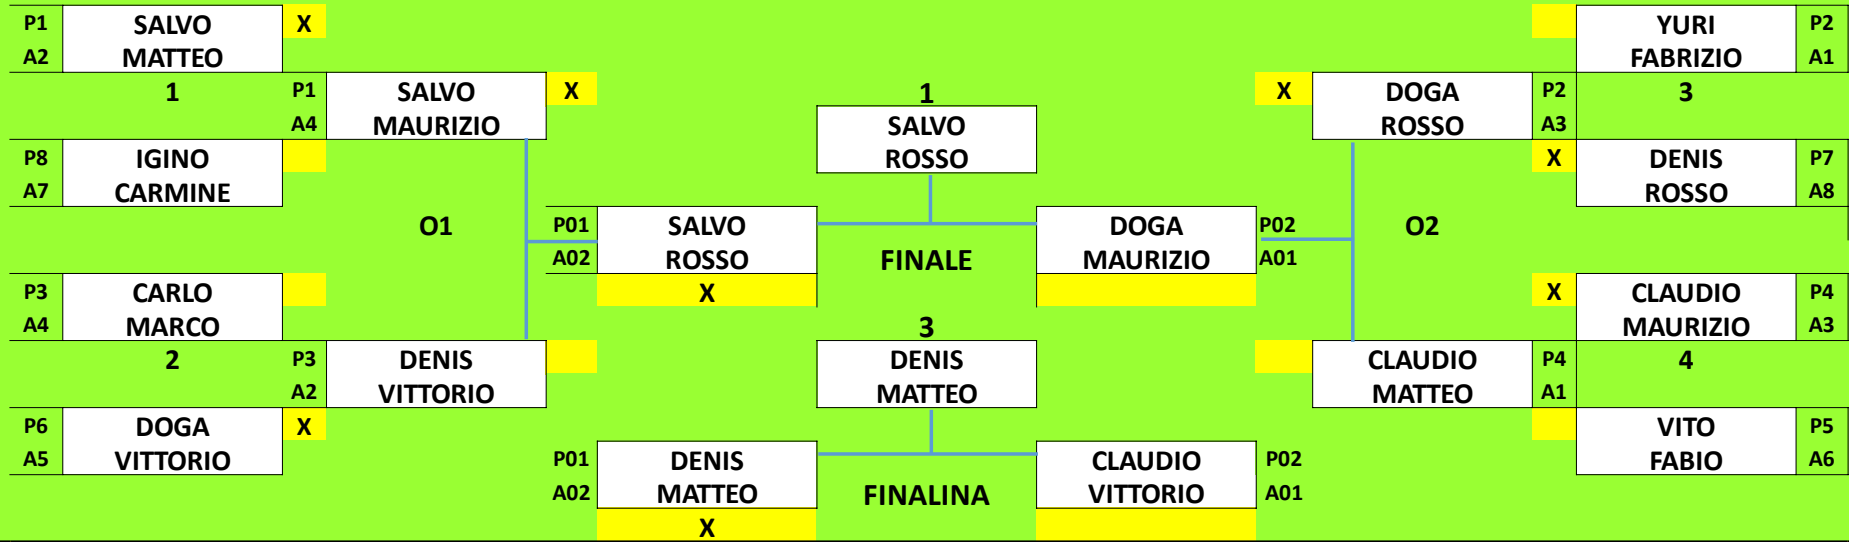 P1 SALVO X YURI P2
A2 MATTEO FABRIZIO A1
1 P1 SALVO X 1 X DOGA P2 3
A4 MAURIZIO SALVO ROSSO A3
P8 IGINO ROSSO X DENIS P7
A7 CARMINE ROSSO A8
O1 P01 SALVO DOGA P02 O2
A02 ROSSO FINALE MAURIZIO A01
P3 CARLO X X CLAUDIO P4
A4 MARCO 3 MAURIZIO A3
2 P3 DENIS DENIS CLAUDIO P4 4
A2 VITTORIO MATTEO MATTEO A1
P6 DOGA X VITO P5
A5 VITTORIO P01 DENIS CLAUDIO P02 FABIO A6
A02 MATTEO FINALINA VITTORIO A01
X